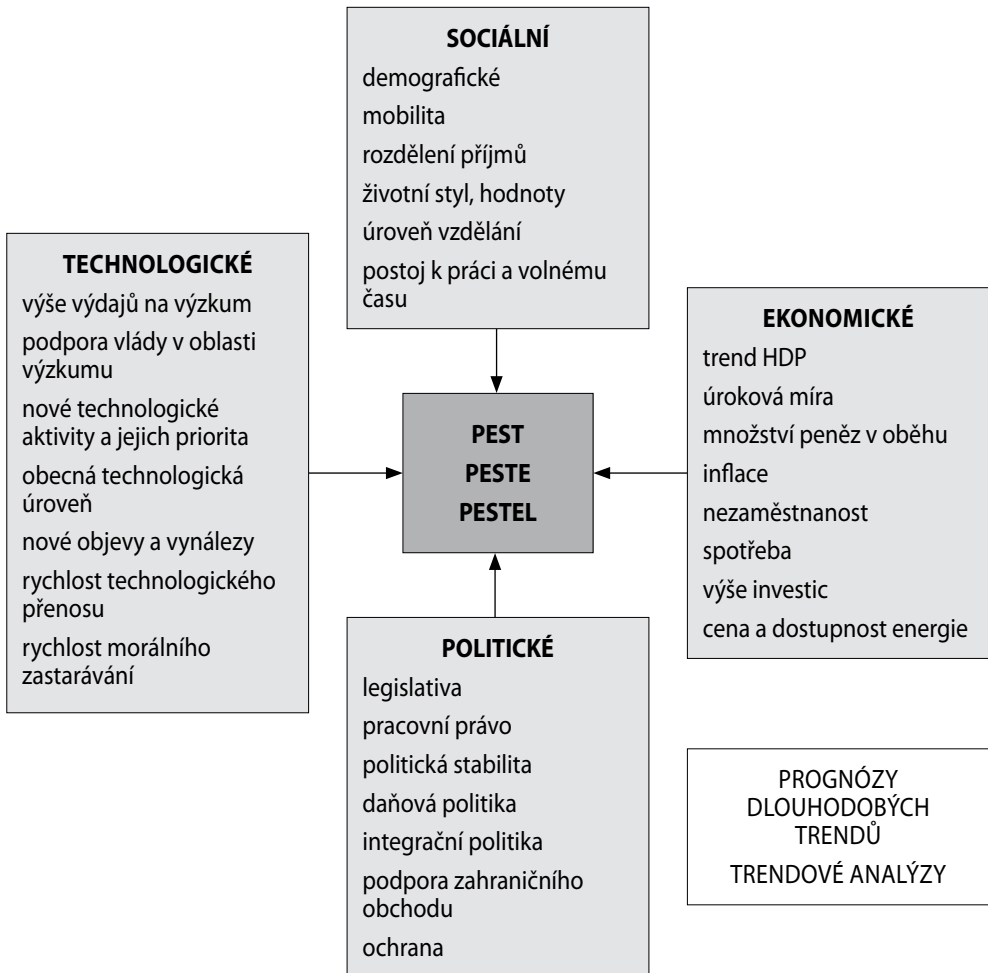 SOCIÁLNÍ
demografické
mobilita
rozdělení příjmů
životní styl, hodnoty
úroveň vzdělání
postoj k práci a volnému
času
TECHNOLOGICKÉ
výše výdajů na výzkum
podpora vlády v oblasti
výzkumu
nové technologické
aktivity a jejich priorita
obecná technologická
úroveň
nové objevy a vynálezy
rychlost technologického
přenosu
rychlost morálního
zastarávání
PEST
PESTE
PESTEL
EKONOMICKÉ
trend HDP
úroková míra
množství peněz v oběhu
inflace
nezaměstnanost
spotřeba
výše investic
cena a dostupnost energie
POLITICKÉ
legislativa
pracovní právo
politická stabilita
daňová politika
integrační politika
podpora zahraničního
obchodu
ochrana
PROGNÓZY
DLOUHODOBÝCH
TRENDŮ
TRENDOVÉ ANALÝZY